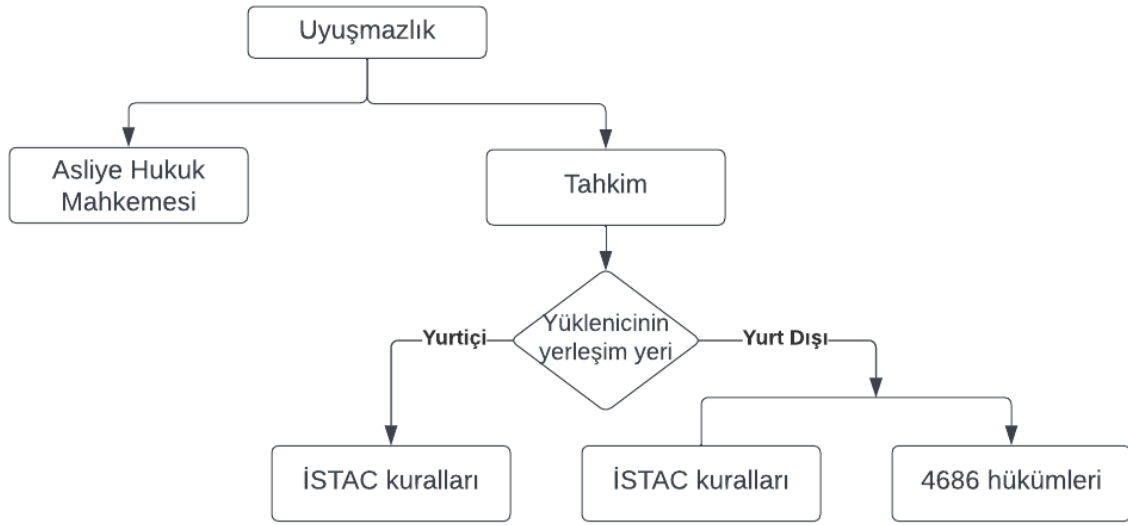 Uyuşmazlık
Asliye Hukuk
Mahkemesi
Tahkim
Yüklenicinin
yerleşim yeri
Yurtiçi
Yurt Dışı
İSTAC kuralları
İSTAC kuralları
4686 hükümleri